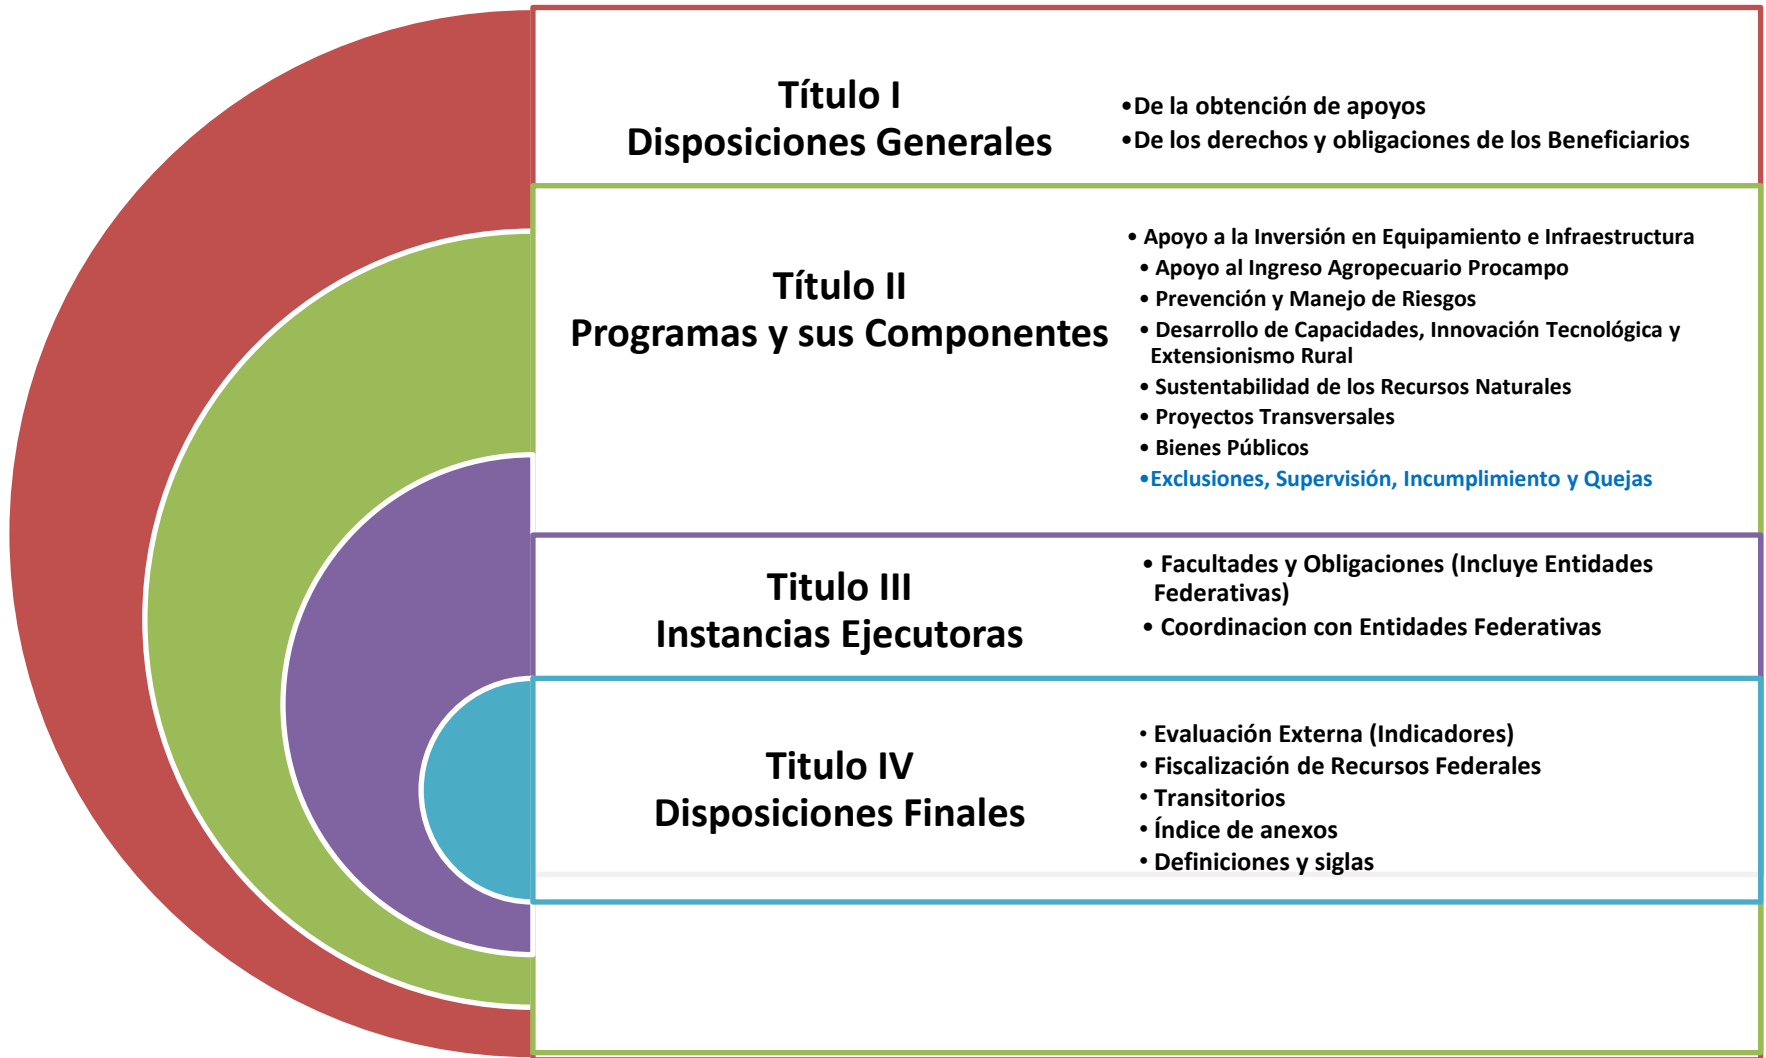 Título I
Disposiciones Generales
•De la obtención de apoyos
•De los derechos y obligaciones de los Beneficiarios
Título II
Programas y sus Componentes
• Apoyo a la Inversión en Equipamiento e Infraestructura
• Apoyo al Ingreso Agropecuario Procampo
• Prevención y Manejo de Riesgos
• Desarrollo de Capacidades, Innovación Tecnológica y
Extensionismo Rural
• Sustentabilidad de los Recursos Naturales
• Proyectos Transversales
• Bienes Públicos
•Exclusiones, Supervisión, Incumplimiento y Quejas
Titulo III
Instancias Ejecutoras
• Facultades y Obligaciones (Incluye Entidades
Federativas)
• Coordinacion con Entidades Federativas
Titulo IV
Disposiciones Finales
• Evaluación Externa (Indicadores)
• Fiscalización de Recursos Federales
• Transitorios
• Índice de anexos
• Definiciones y siglas